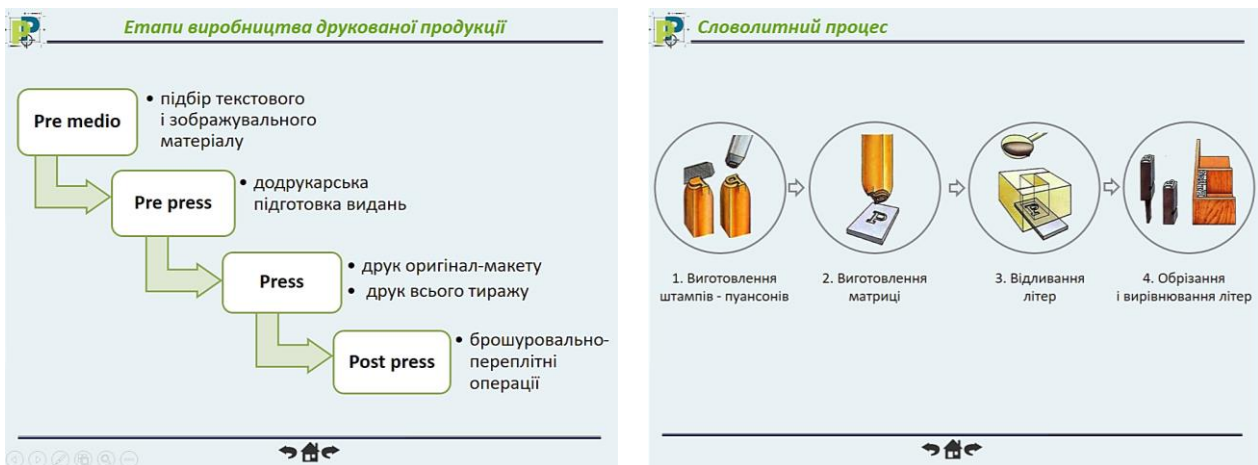 Етапи виробництва друкованої продукції
Pre medio
• підбір текстового
і зображувального
матеріалу
Pre press
• додрукарська
підготовка видань
Press
• друк оригінал-макету
• друк всього тиражу
Post press
• брошуровально-
переплітні
операції
Словолитний процес
P
1. Виготовлення
штампів - пуансонів
2. Виготовлення
матриці
3. Відливання
літер
4. Обрізання
і вирівнювання літер